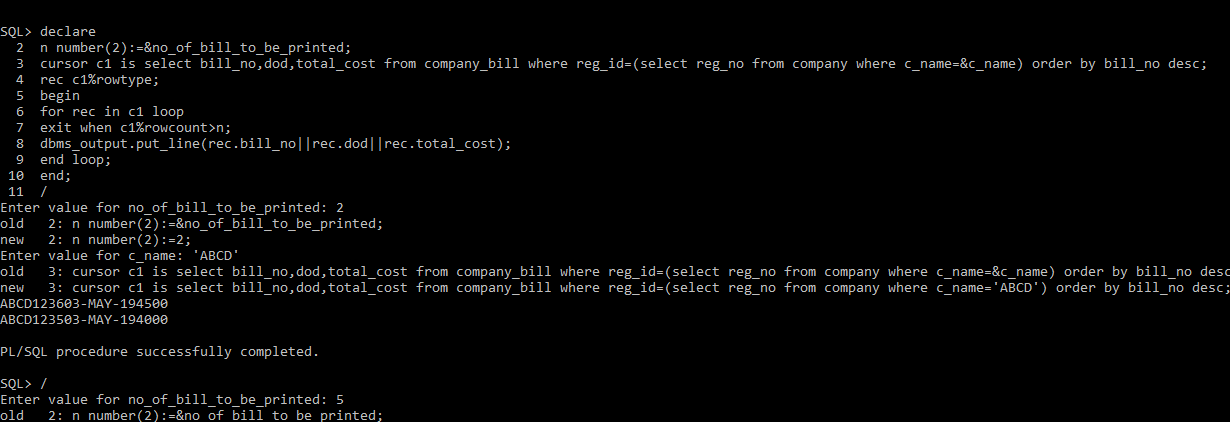 SQL> declare
2 n number(2):=&no_of_bill_to_be_printed;
3 cursor c1 is select bill_no,dod,total_cost from company_bill where reg_id=(select reg_no from company where c_name=&c_name) order by bill_no desc;
4 rec c1%rowtype;
5 begin
6 for rec in c1 loop
7 exit when c1%rowcount>n;
8 dbms_output.put_line(rec.bill_no||rec.dod||rec.total_cost);
9 end loop;
10 end;
11 /
Enter value for no_of_bill_to_be_printed: 2
old 2: n number(2):=&no_of_bill_to_be_printed;
new 2: n number(2):=2;
Enter value for c_name: 'ABCD'
old 3: cursor c1 is select bill_no,dod,total_cost from company_bill where reg_id=(select reg_no from company where c_name=&c_name) order by bill_no desc
new 3: cursor c1 is select bill_no,dod,total_cost from company_bill where reg_id=(select reg_no from company where c_name='ABCD') order by bill_no desc;
ABCD123603-MAY-194500
ABCD123503-MAY-194000
PL/SQL procedure successfully completed.
SQL> /
Enter value for no_of_bill_to_be_printed: 5
old 2: n number(2):=&no_of_bill_to_be_printed;